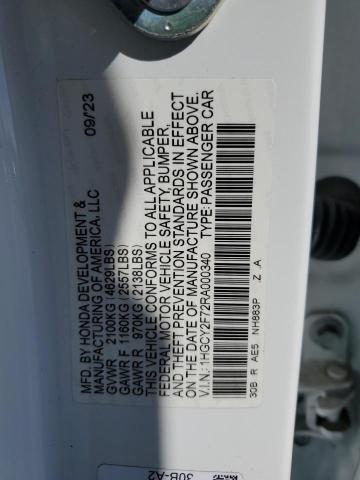 MFD. BY HONDA DEVELOPMENT & 09/23
MANUFACTURING OF AMERICA, LLC
GVWR 2100KG (4629LBS)
GAWR F 1160KG (2557LBS)
GAWR R 970KG (2138LBS)
THIS VEHICLE CONFORMS TO ALL APPLICABLE
FEDERAL MOTOR VEHICLE SAFETY, BUMPER,
AND THEFT PREVENTION STANDARDS IN EFFECT
ON THE DATE OF MANUFACTURE SHOWN ABOVE.
V.I.N.: 1HGCY2F72RA000340 TYPE: PASSENGER CAR
30B R AE5 NH883P Z A
30B-A2